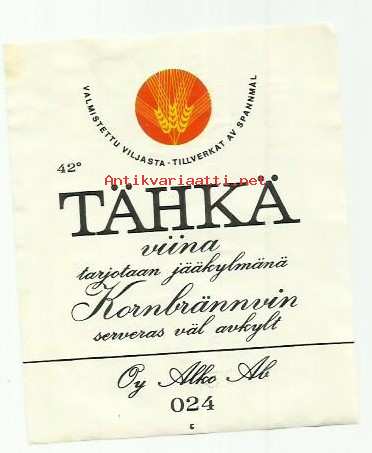 VALMISTETTU VILJASTA - TILLVERKAT AV SPANNMÅL
42°
Antikvariaatti.net
TÄHKÄ
viina
tarjotaan jääkylmänä
Kornbrännvin
serveras väl avkylt
Oy Alko Ab
024